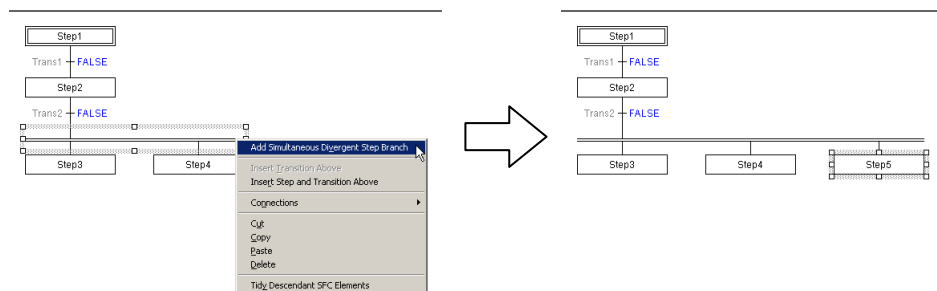 Step1
Trans1 FALSE
Step2
Trans2 FALSE
Step3 Step4
Add Simultaneous Divergent Step Branch
Insert Transition Above
Insert Step and Transition Above
Connections
Cut
Copy
Paste
Delete
Tidy Descendant SFC Elements
Step1
Trans1 FALSE
Step2
Trans2 FALSE
Step3 Step4 Step5